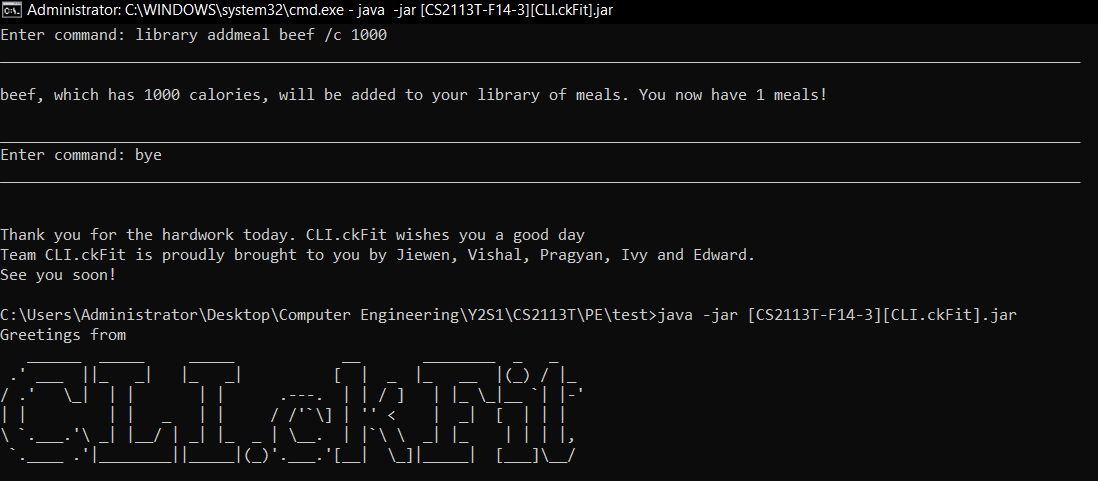 Administrator: C:\WINDOWS\system32\cmd.exe - java  -jar [CS2113T-F14-3][CLI.ckFit].jar
Enter command: library addmeal beef /c 1000
beef, which has 1000 calories, will be added to your library of meals. You now have 1 meals!
Enter command: bye
Thank you for the hardwork today. CLI.ckFit wishes you a good day
Team CLI.ckFit is proudly brought to you by Jiewen, Vishal, Pragyan, Ivy and Edward.
See you soon!
C:\Users\Administrator\Desktop\Computer Engineering\Y2S1\CS2113T\PE\test>java -jar [CS2113T-F14-3][CLI.ckFit].jar
Greetings from
CLI.ckFit